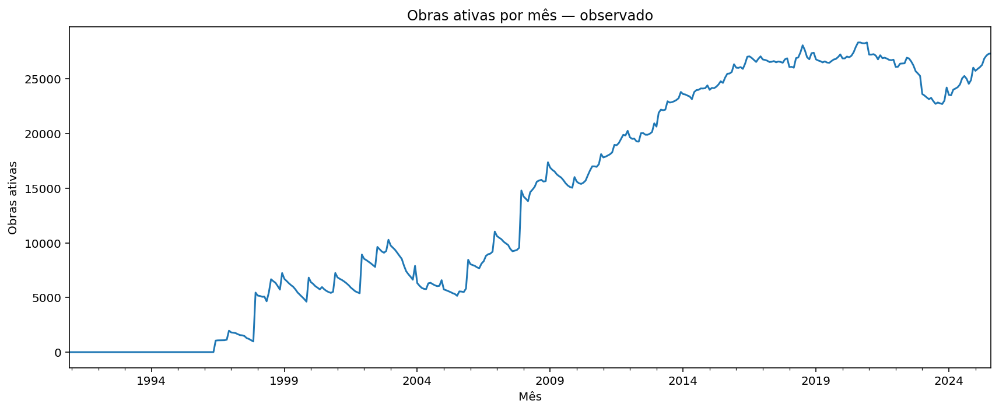 Obras ativas por mês — observado
Obras ativas
25000
20000
15000
10000
5000
0
1994 1999 2004 2009 2014 2019 2024
Mês